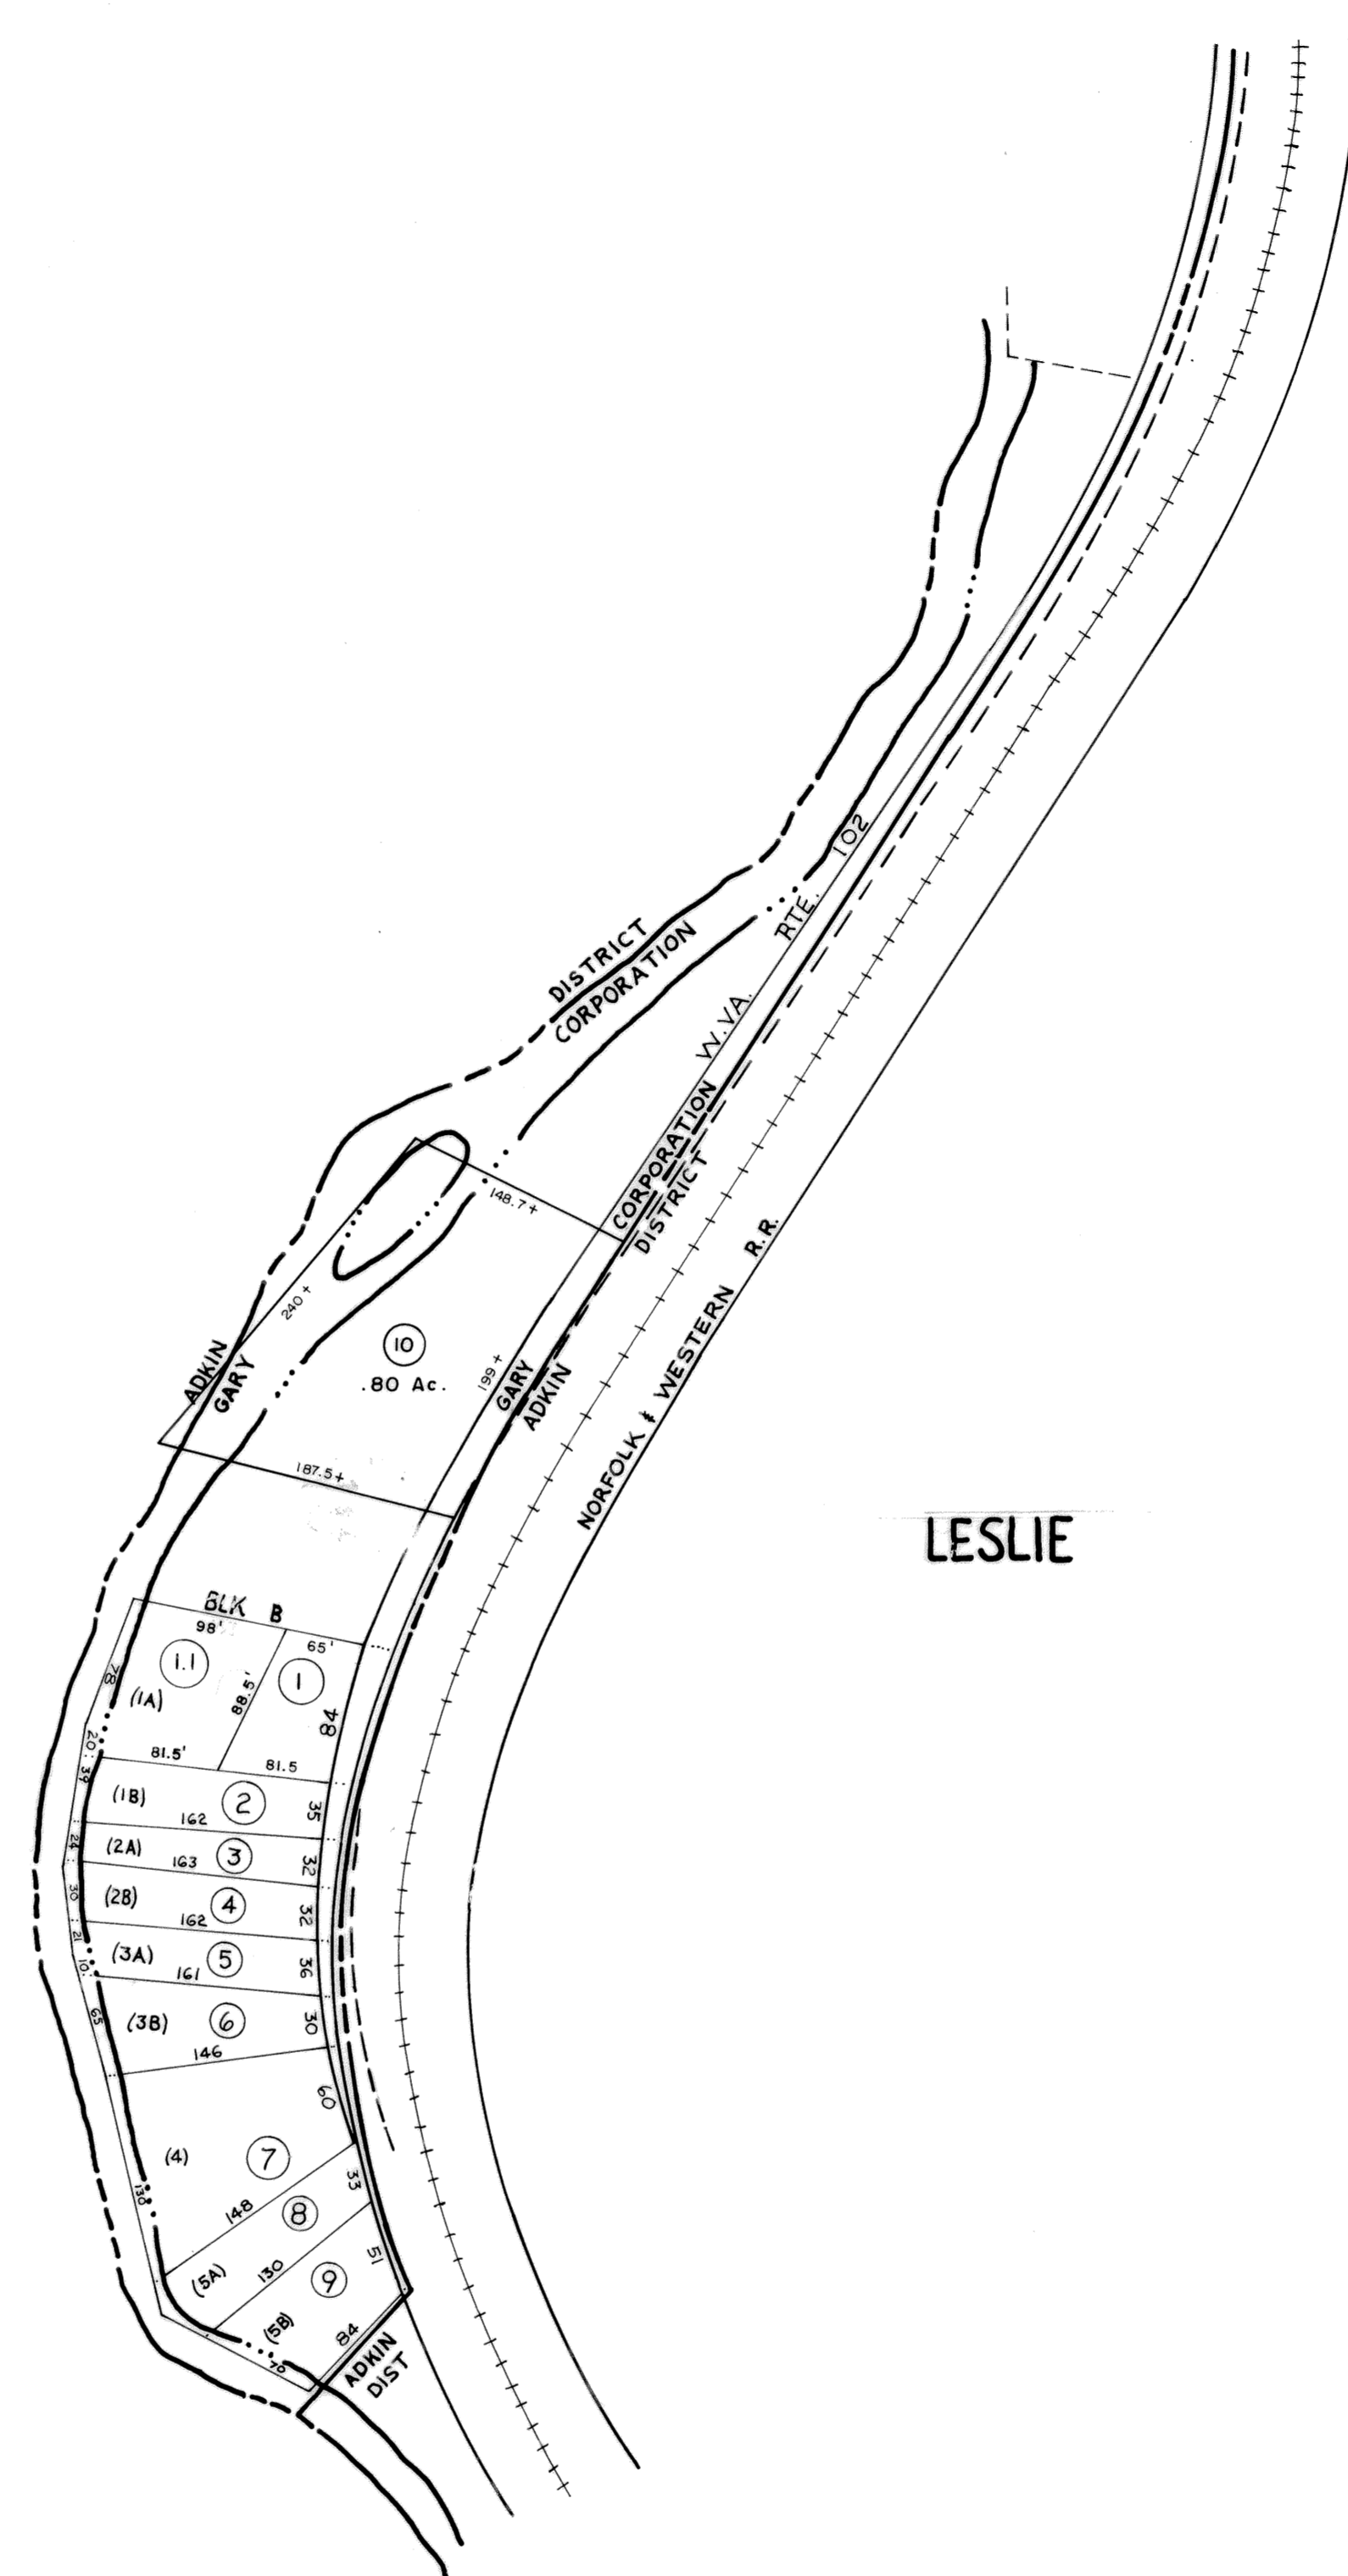 102
RTE.
W. VA.
DISTRICT
CORPORATION
CORPORATION
DISTRICT
148.7+
R.R.
NORFOLK & WESTERN
240+
10
.80 Ac.
199+
ADKIN
GARY
GARY
ADKIN
187.5+
LESLIE
BLK B
98'
65'
1.1
1
78
(1A)
88.5'
84
20
81.5'
81.5
39
(1B)
2
35
162
24
(2A)
3
32
163
30
(2B)
4
32
162
21
(3A)
5
36
10
161
65
(3B)
6
30
146
60
(4)
7
130
148
33
8
(5A)
130
51
9
(5B)
84
70
ADKIN
DIST